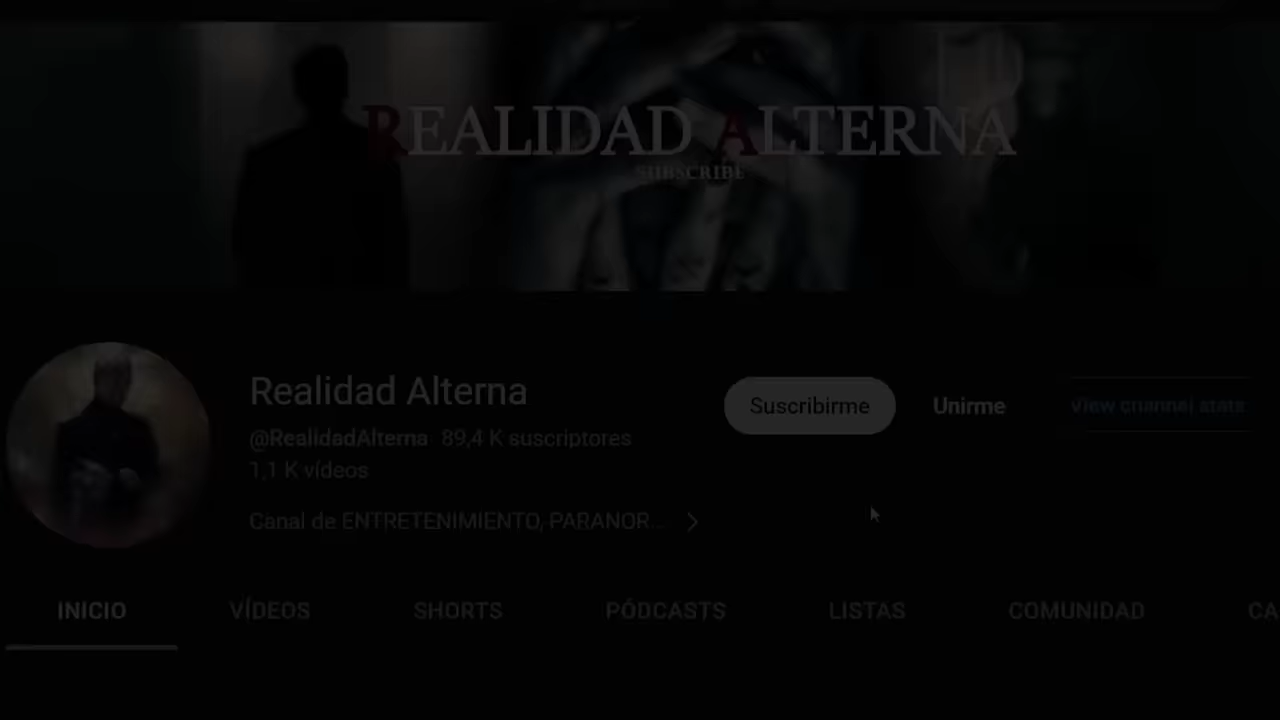 REALIDAD ALTERNA
SUBSCRIBE
Realidad Alterna
Suscribirme
Unirme
View channel stats
@RealidadAlterna 89,4 K suscriptores
1,1 K vídeos
Canal de ENTRETENIMIENTO, PARANOR...
INICIO VÍDEOS SHORTS PÓDCASTS LISTAS COMUNIDAD CA